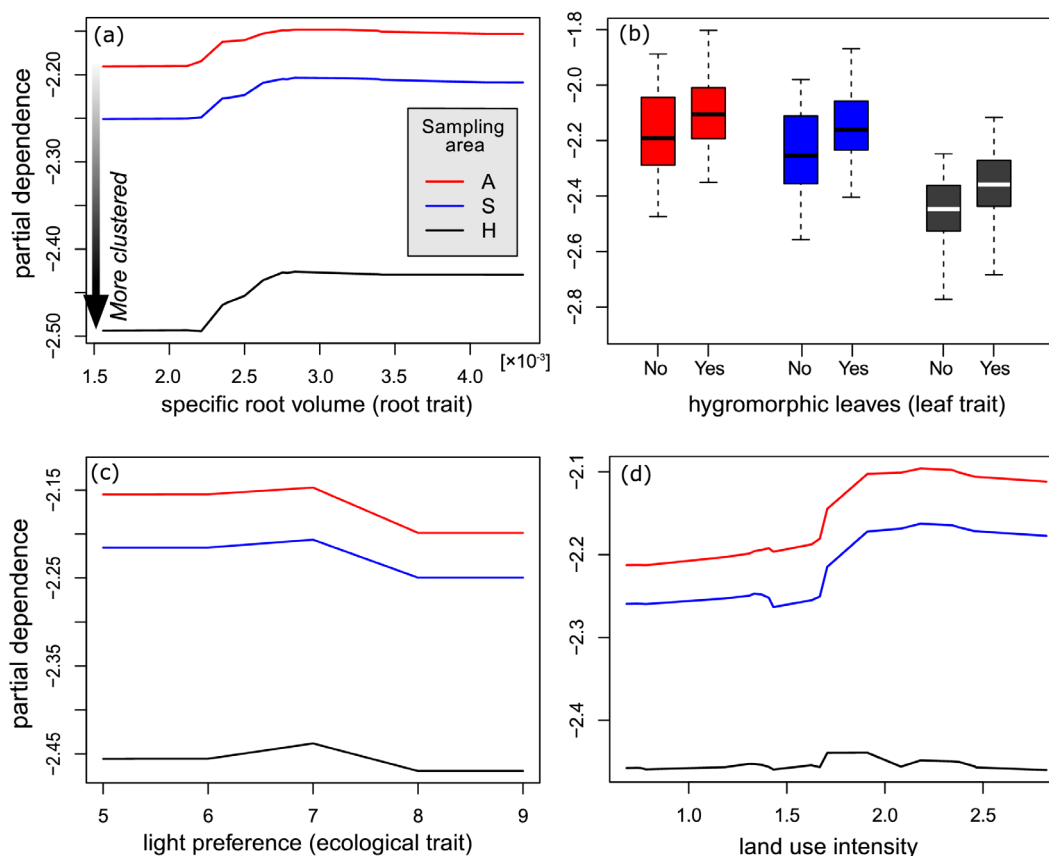 (a)
partial dependence
−2.20
−2.30
−2.40
−2.50
More clustered
Sampling
area
A
S
H
1.5 2.0 2.5 3.0 3.5 4.0
[×10⁻³]
specific root volume (root trait)
(b)
−1.8
−2.0
−2.2
−2.4
−2.6
−2.8
No Yes No Yes No Yes
hygromorphic leaves (leaf trait)
(c)
partial dependence
−2.15
−2.25
−2.35
−2.45
5 6 7 8 9
light preference (ecological trait)
(d)
−2.1
−2.2
−2.3
−2.4
1.0 1.5 2.0 2.5
land use intensity